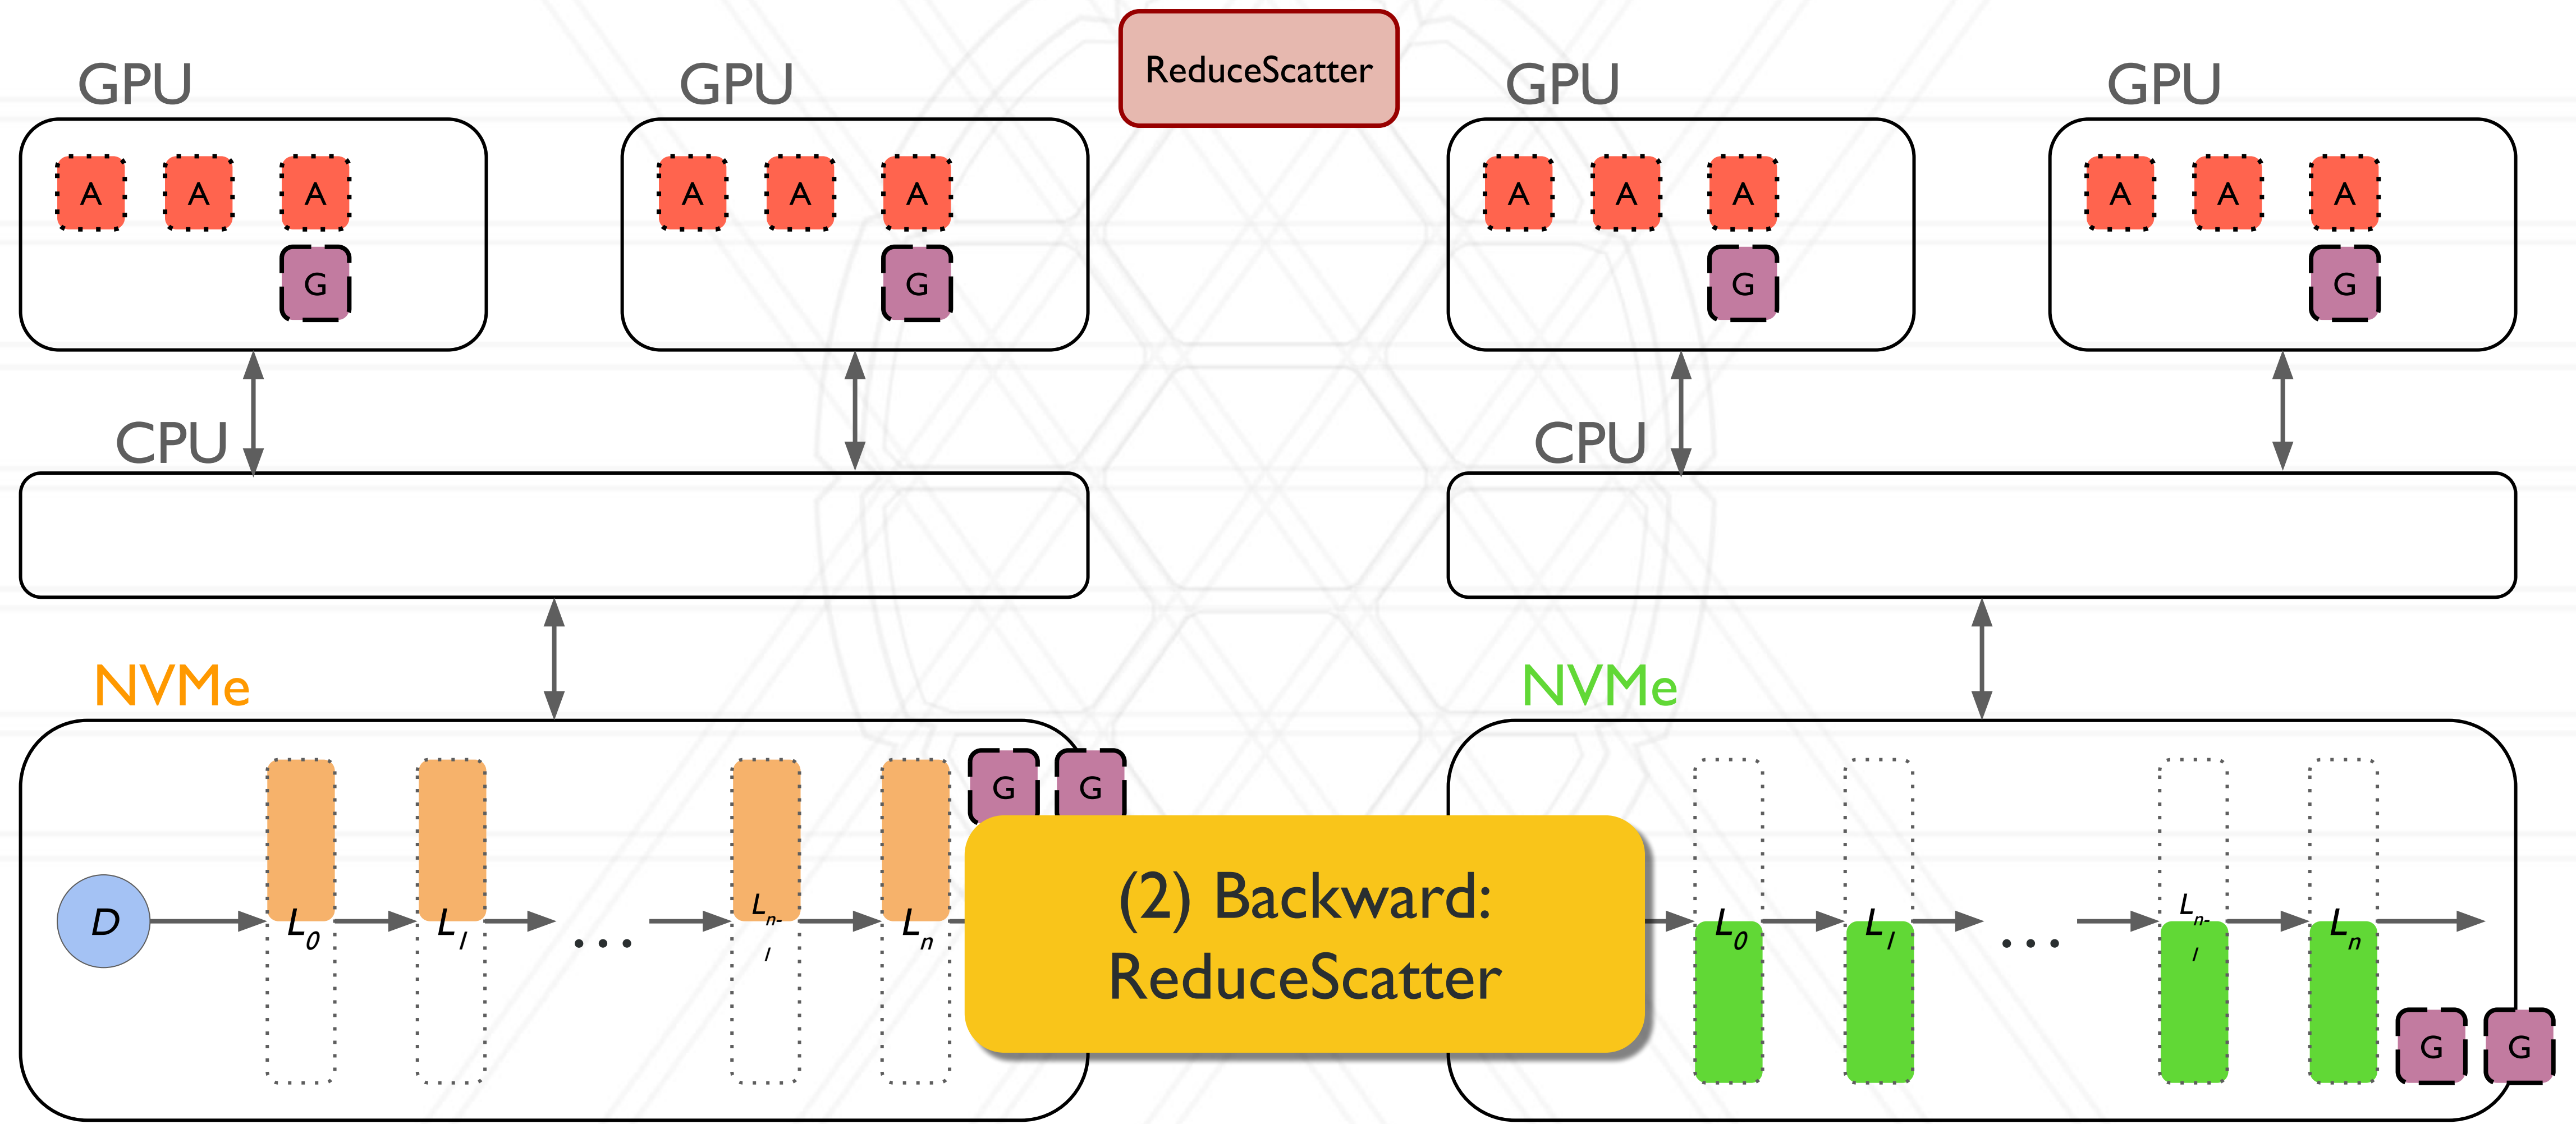 ReduceScatter
GPU
GPU
GPU
GPU
A A A
A A A
A A A
A A A
G
G
G
G
CPU
CPU
NVMe
NVMe
G G
D
L0
L1
...
Ln-1
Ln
(2) Backward:
ReduceScatter
L0
L1
...
Ln-1
Ln
G G